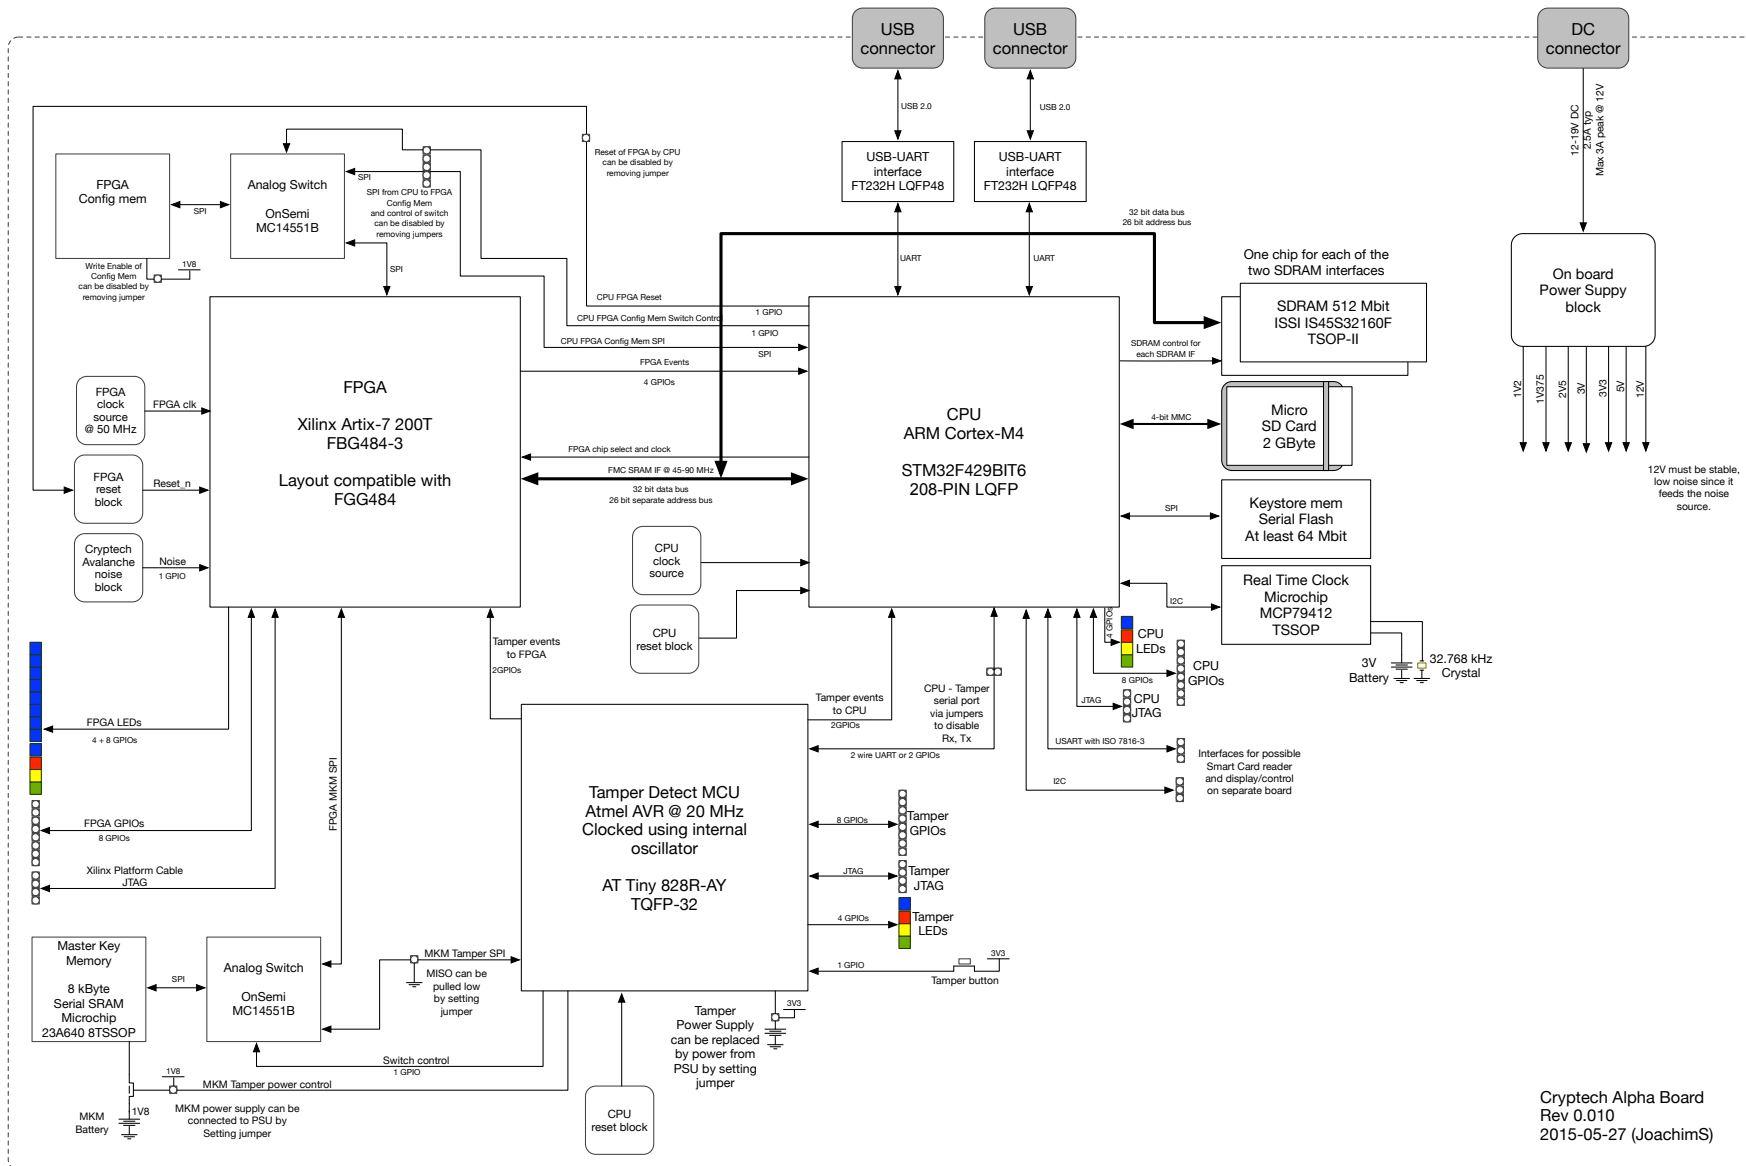 USB
connector
USB
connector
DC
connector
USB 2.0
USB 2.0
12-19V DC
2.5A typ
Max 3A peak @ 12V
FPGA
Config mem
SPI
Analog Switch
OnSemi
MC14551B
SPI
SPI from CPU to FPGA
Config Mem
and control of switch
can be disabled by
removing jumpers
Reset of FPGA by CPU
can be disabled by
removing jumper
USB-UART
interface
FT232H LQFP48
USB-UART
interface
FT232H LQFP48
32 bit data bus
26 bit address bus
Write Enable of
Config Mem
can be disabled by
removing jumper
1V8
SPI
UART
UART
One chip for each of the
two SDRAM interfaces
SDRAM 512 Mbit
ISSI IS45S32160F
TSOP-II
SDRAM control for
each SDRAM IF
On board
Power Suppy
block
1V2
1V375
2V5
3V
3V3
5V
12V
12V must be stable,
low noise since it
feeds the noise
source.
CPU FPGA Reset
1 GPIO
CPU FPGA Config Mem Switch Control
1 GPIO
CPU FPGA Config Mem SPI
SPI
FPGA Events
4 GPIOs
FPGA
clock
source
@ 50 MHz
FPGA clk
FPGA
reset
block
Reset_n
Cryptech
Avalanche
noise
block
Noise
1 GPIO
FPGA
Xilinx Artix-7 200T
FBG484-3
Layout compatible with
FGG484
FPGA chip select and clock
FMC SRAM IF @ 45-90 MHz
32 bit data bus
26 bit separate address bus
CPU
ARM Cortex-M4
STM32F429BIT6
208-PIN LQFP
4-bit MMC
Micro
SD Card
2 GByte
SPI
Keystore mem
Serial Flash
At least 64 Mbit
I2C
Real Time Clock
Microchip
MCP79412
TSSOP
3V
Battery
32.768 kHz
Crystal
CPU
clock
source
CPU
reset block
4 GPIOs
CPU
LEDs
8 GPIOs
CPU
GPIOs
JTAG
CPU
JTAG
USART with ISO 7816-3
I2C
Interfaces for possible
Smart Card reader
and display/control
on separate board
Tamper events
to FPGA
2GPIOs
Tamper events
to CPU
2GPIOs
CPU - Tamper
serial port
via jumpers
to disable
Rx, Tx
2 wire UART or 2 GPIOs
FPGA LEDs
4 + 8 GPIOs
FPGA GPIOs
8 GPIOs
Xilinx Platform Cable
JTAG
FPGA MKM SPI
Tamper Detect MCU
Atmel AVR @ 20 MHz
Clocked using internal
oscillator
AT Tiny 828R-AY
TQFP-32
8 GPIOs
Tamper
GPIOs
JTAG
Tamper
JTAG
4 GPIOs
Tamper
LEDs
1 GPIO
3V3
Tamper button
Master Key
Memory
8 kByte
Serial SRAM
Microchip
23A640 8TSSOP
SPI
Analog Switch
OnSemi
MC14551B
MKM Tamper SPI
MISO can be
pulled low
by setting
jumper
Switch control
1 GPIO
1V8
MKM Tamper power control
1V8
MKM
Battery
MKM power supply can be
connected to PSU by
Setting jumper
CPU
reset block
Tamper
Power Supply
can be replaced
by power from
PSU by setting
jumper
3V3
Cryptech Alpha Board
Rev 0.010
2015-05-27 (JoachimS)